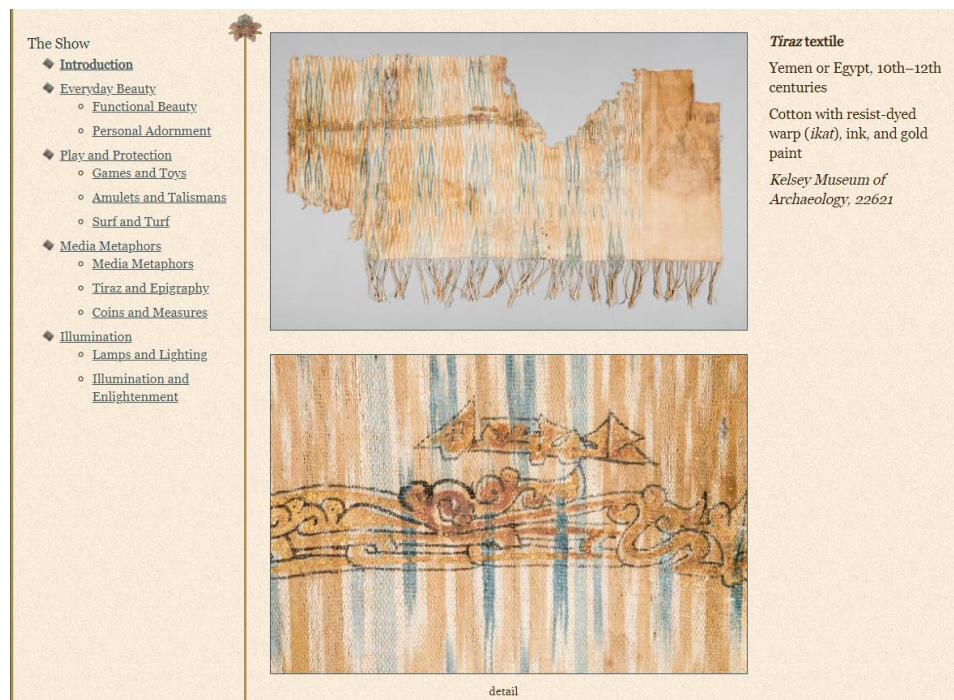 The Show
Introduction
Everyday Beauty
Functional Beauty
Personal Adornment
Play and Protection
Games and Toys
Amulets and Talismans
Surf and Turf
Media Metaphors
Media Metaphors
Tiraz and Epigraphy
Coins and Measures
Illumination
Lamps and Lighting
Illumination and
Enlightenment
Tiraz textile
Yemen or Egypt, 10th–12th
centuries
Cotton with resist-dyed
warp (ikat), ink, and gold
paint
Kelsey Museum of
Archaeology, 22621
detail